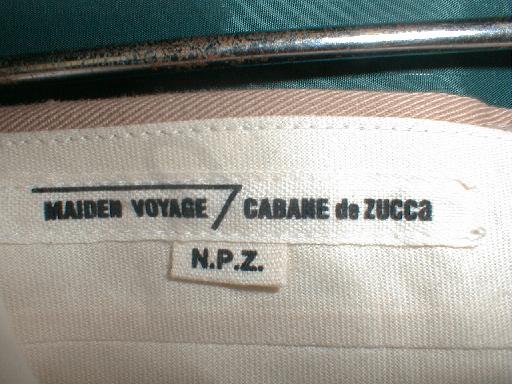 MAIDEN VOYAGE / CABANE de ZUCCa
N.P.Z.